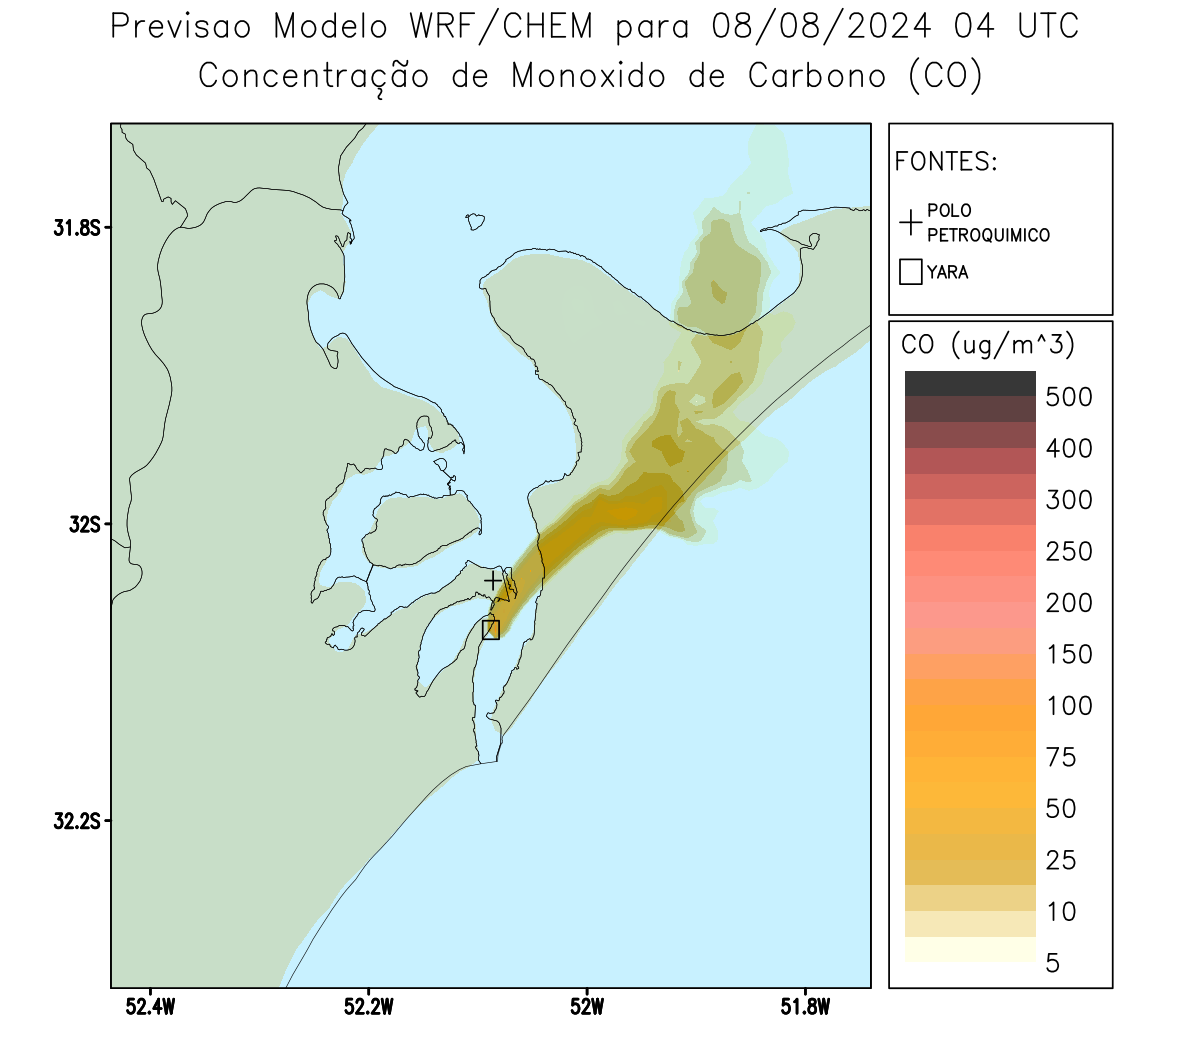 Previsao Modelo WRF/CHEM para 08/08/2024 04 UTC
Concentração de Monoxido de Carbono (CO)
FONTES:
POLO
PETROQUIMICO
YARA
CO (ug/m^3)
500
400
300
250
200
150
100
75
50
25
10
5
31.8S
32S
32.2S
52.4W
52.2W
52W
51.8W